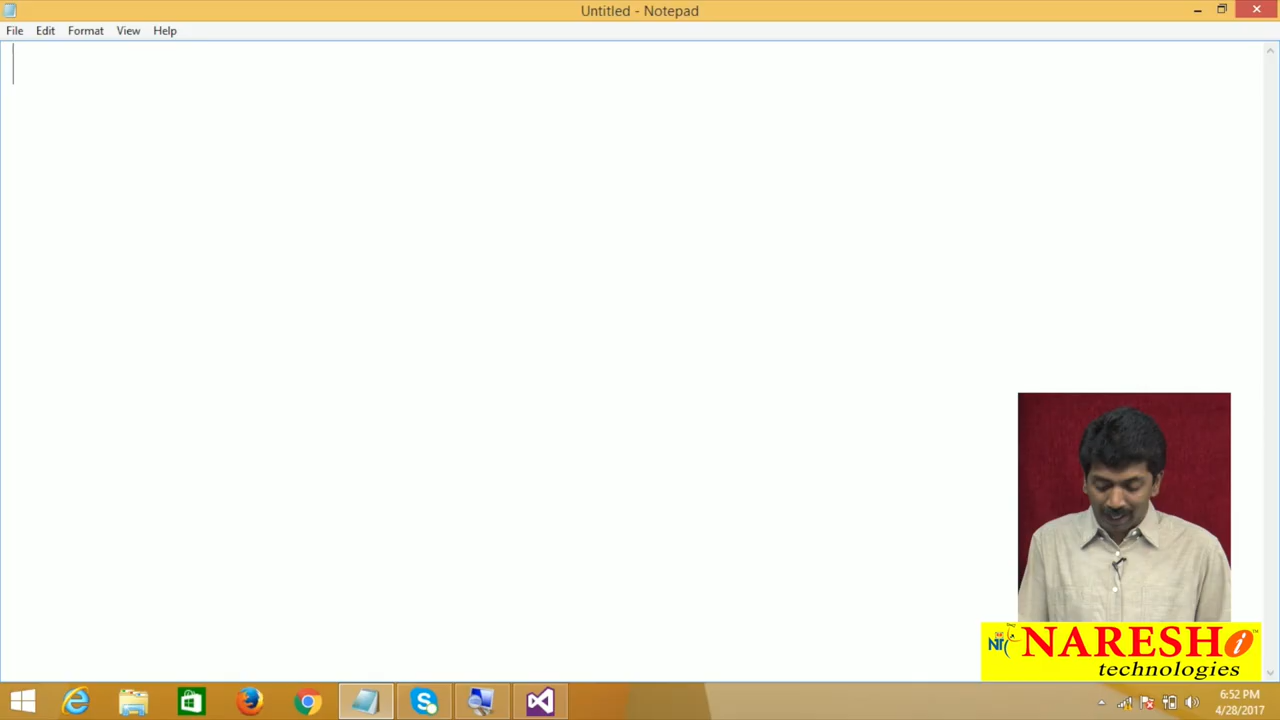 Untitled - Notepad
File Edit Format View Help
NARESH i
technologies
6:52 PM
4/28/2017